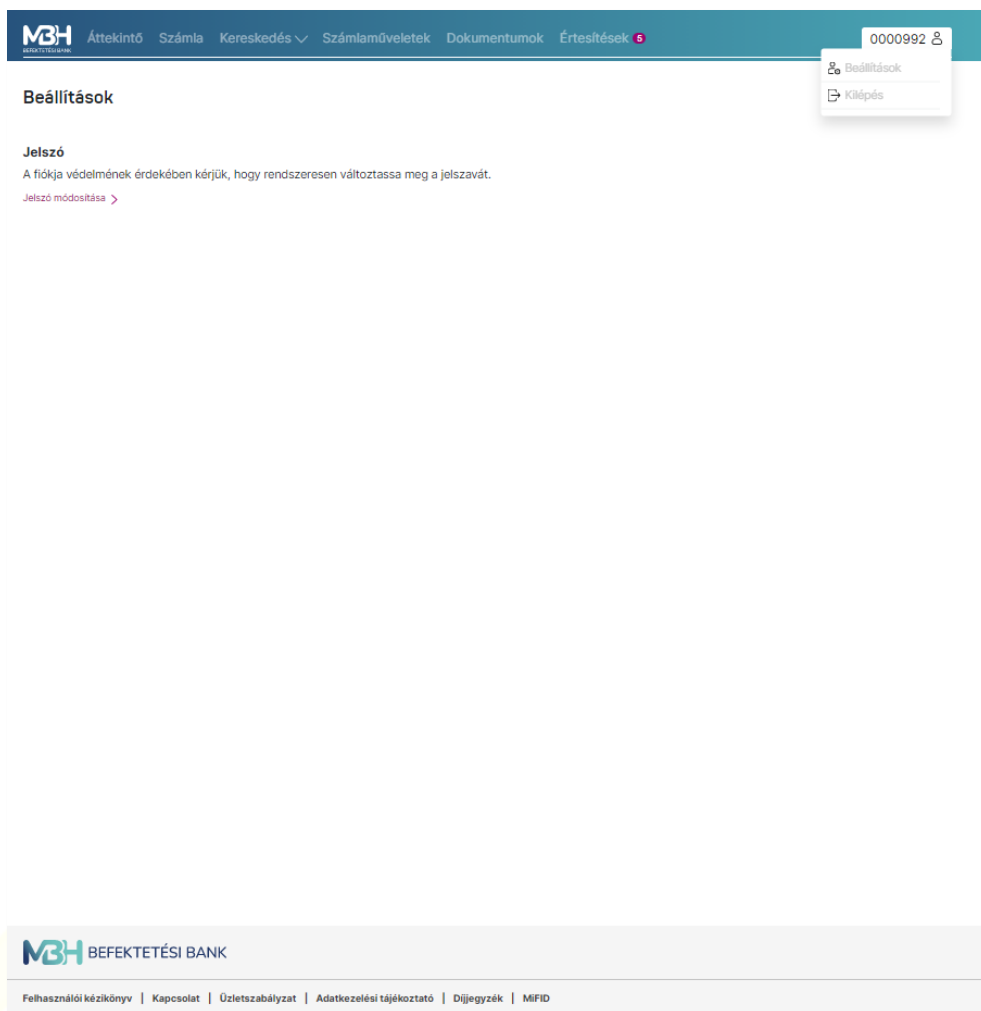 MBH Áttekintő Számla Kereskedés Számlaműveletek Dokumentumok Értesítések 5 0000992
BEFEKTETÉSI BANK
Beállítások
Kilépés
Beállítások
Jelszó
A fiókja védelmének érdekében kérjük, hogy rendszeresen változtassa meg a jelszavát.
Jelszó módosítása
MBH BEFEKTETÉSI BANK
Felhasználói kézikönyv | Kapcsolat | Üzletszabályzat | Adatkezelési tájékoztató | Díjjegyzék | MiFID